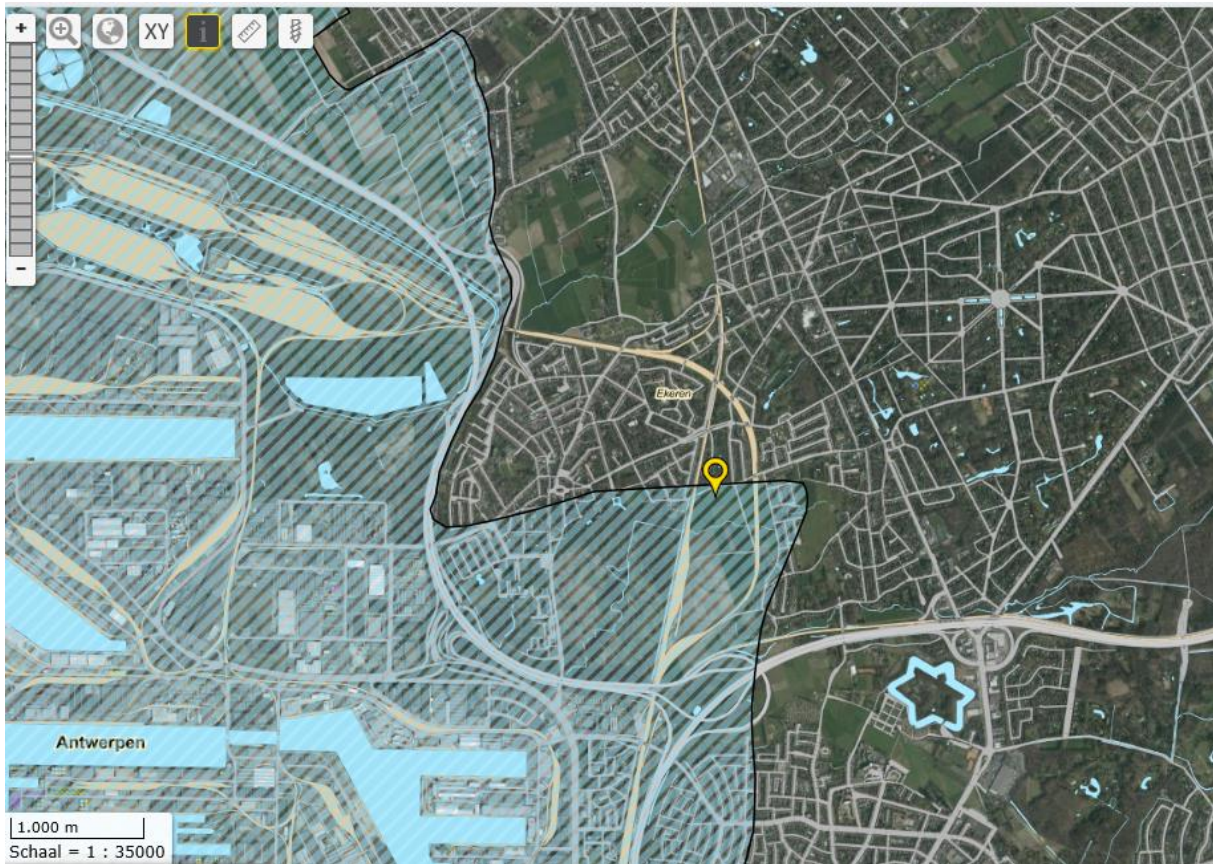 +
XY
i
-
Ekeren
Antwerpen
1.000 m
Schaal = 1 : 35000